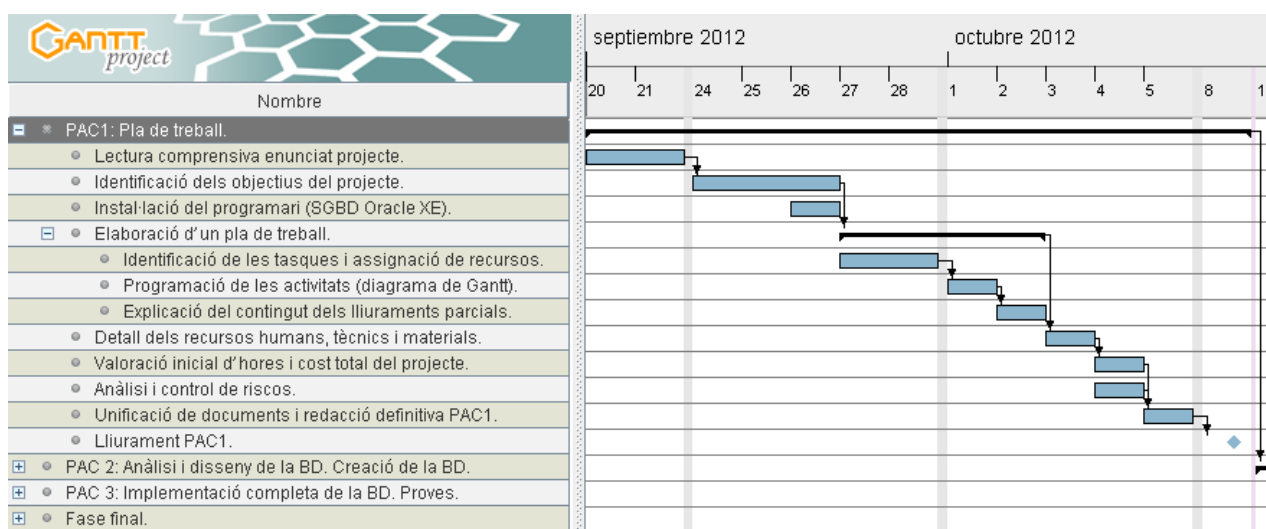 GANTT
project
septiembre 2012 octubre 2012
Nombre
20 21 24 25 26 27 28 1 2 3 4 5 8 1
PAC1: Pla de treball.
Lectura comprensiva enunciat projecte.
Identificació dels objectius del projecte.
Instal·lació del programari (SGBD Oracle XE).
Elaboració d'un pla de treball.
Identificació de les tasques i assignació de recursos.
Programació de les activitats (diagrama de Gantt).
Explicació del contingut dels lliuraments parcials.
Detall dels recursos humans, tècnics i materials.
Valoració inicial d'hores i cost total del projecte.
Anàlisi i control de riscos.
Unificació de documents i redacció definitiva PAC1.
Lliurament PAC1.
PAC 2: Anàlisi i disseny de la BD. Creació de la BD.
PAC 3: Implementació completa de la BD. Proves.
Fase final.